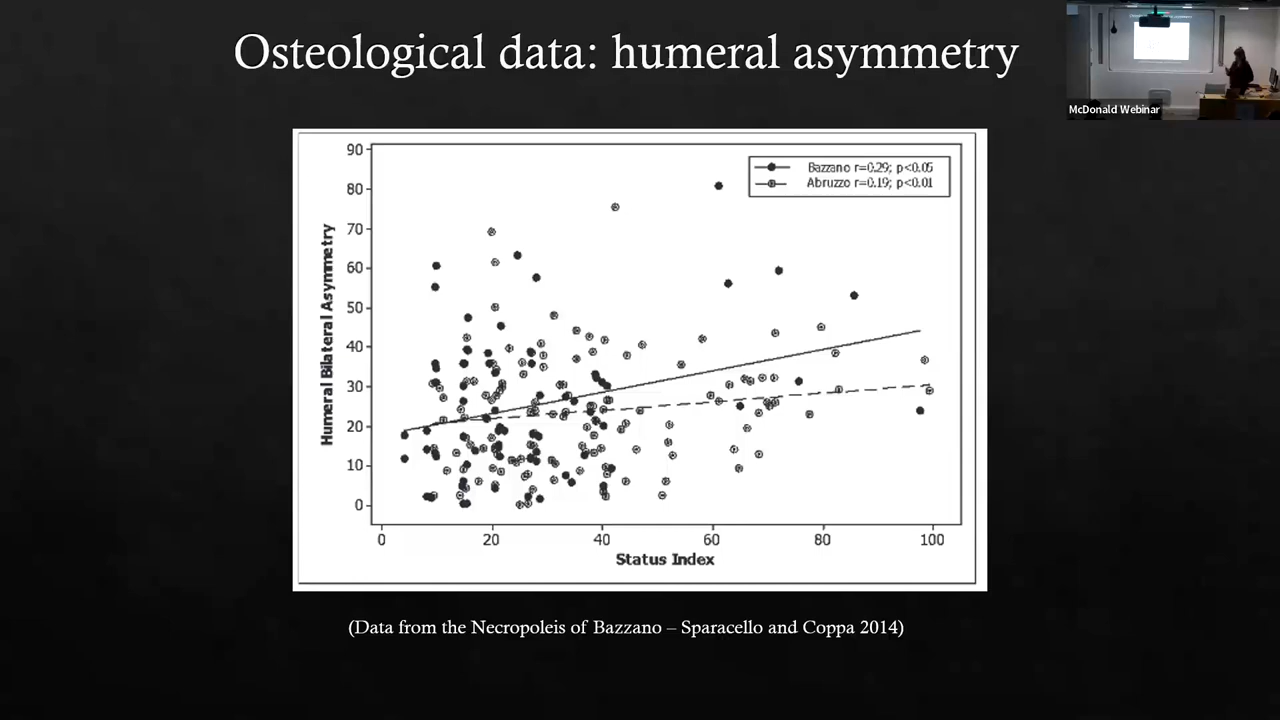 Osteological data: humeral asymmetry
McDonald Webinar
Bazzano r=0.29; p<0.05
Abruzzo r=0.19; p<0.01
Humeral Bilateral Asymmetry
90
80
70
60
50
40
30
20
10
0
0 20 40 60 80 100
Status Index
(Data from the Necropoleis of Bazzano – Sparacello and Coppa 2014)